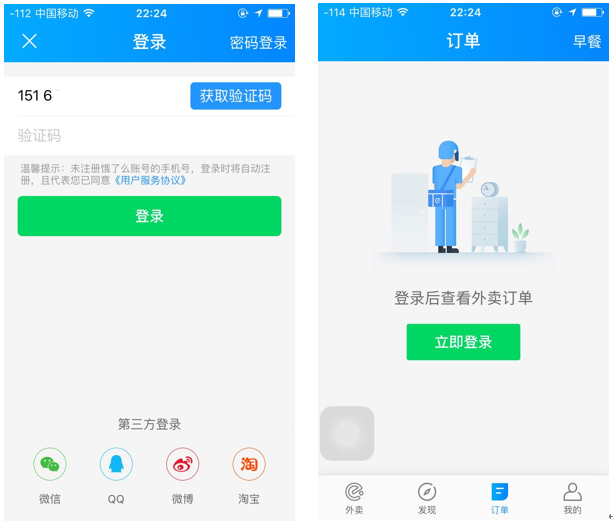 -112 中国移动 22:24
登录 密码登录
151 6
获取验证码
验证码
温馨提示：未注册饿了么账号的手机号，登录时将自动注
册，且代表您已同意《用户服务协议》
登录
第三方登录
微信 QQ 微博 淘宝
-114 中国移动 22:24
订单 早餐
登录后查看外卖订单
立即登录
外卖 发现 订单 我的